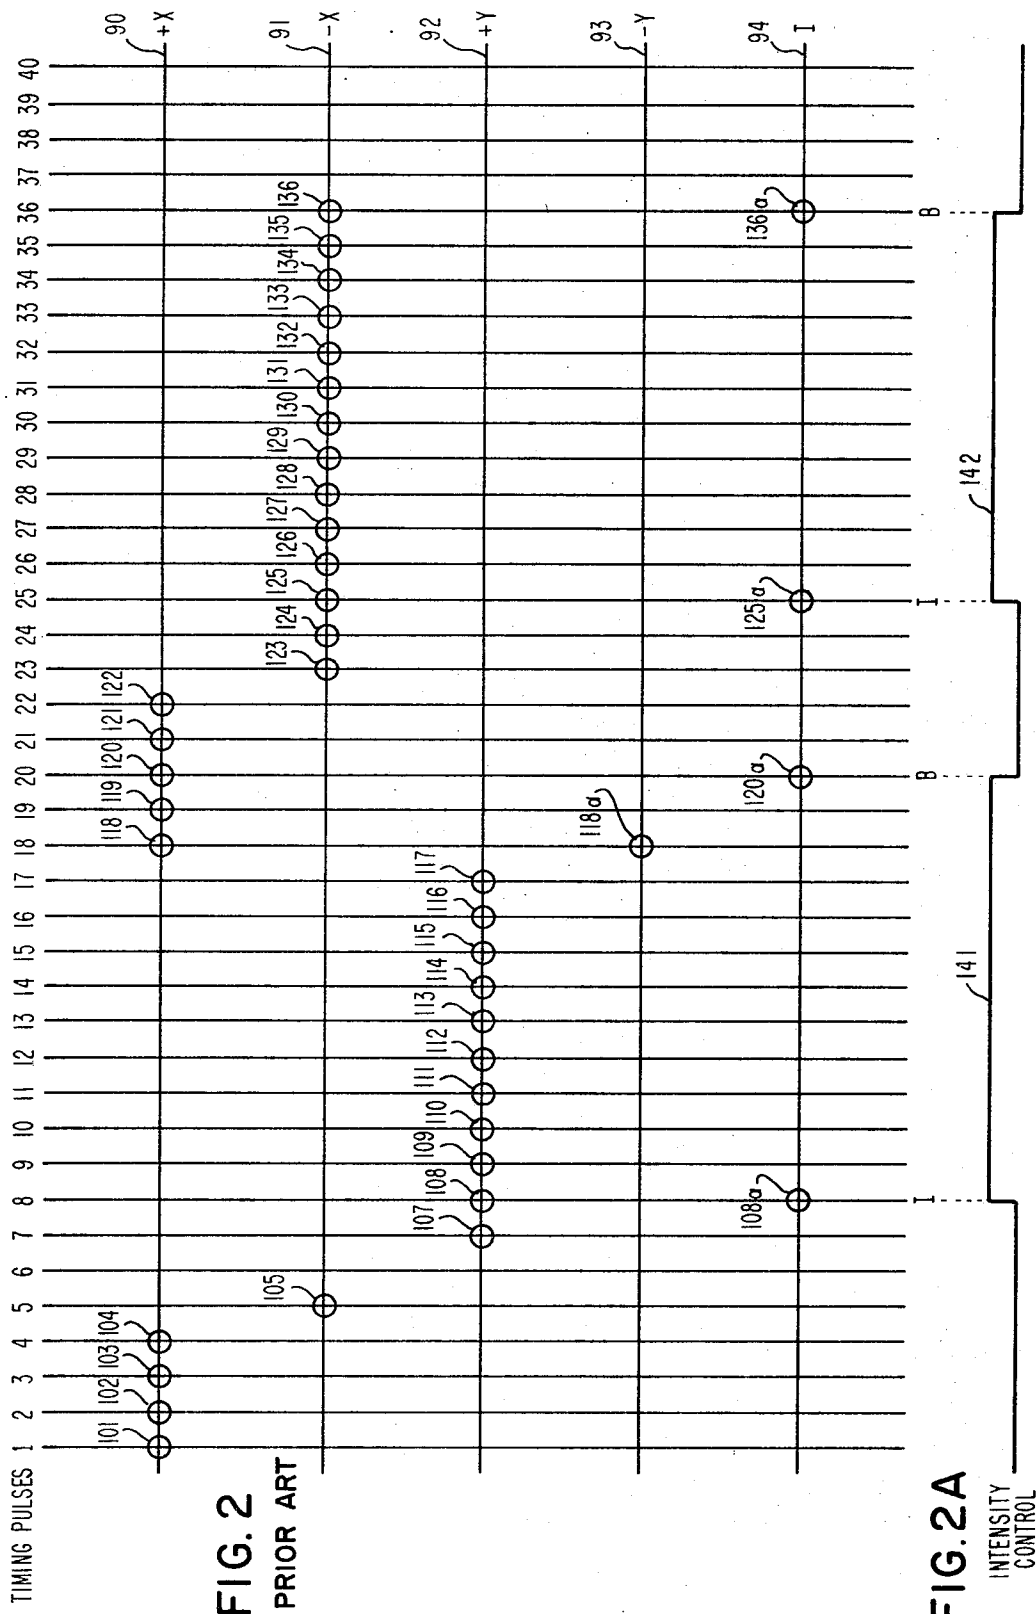 TIMING PULSES 1 2 3 4 5 6 7 8 9 10 11 12 13 14 15 16 17 18 19 20 21 22 23 24 25 26 27 28 29 30 31 32 33 34 35 36 37 38 39 40
101 102 103 104 118 119 120 121 122 90 +X
FIG. 2
PRIOR ART
105 123 124 125 126 127 128 129 130 131 132 133 134 135 136 91 -X
107 108 109 110 111 112 113 114 115 116 117 92 +Y
118a 93 -Y
108a 120a 125a 136a 94 I
I B I B
FIG. 2A
141 142
INTENSITY
CONTROL